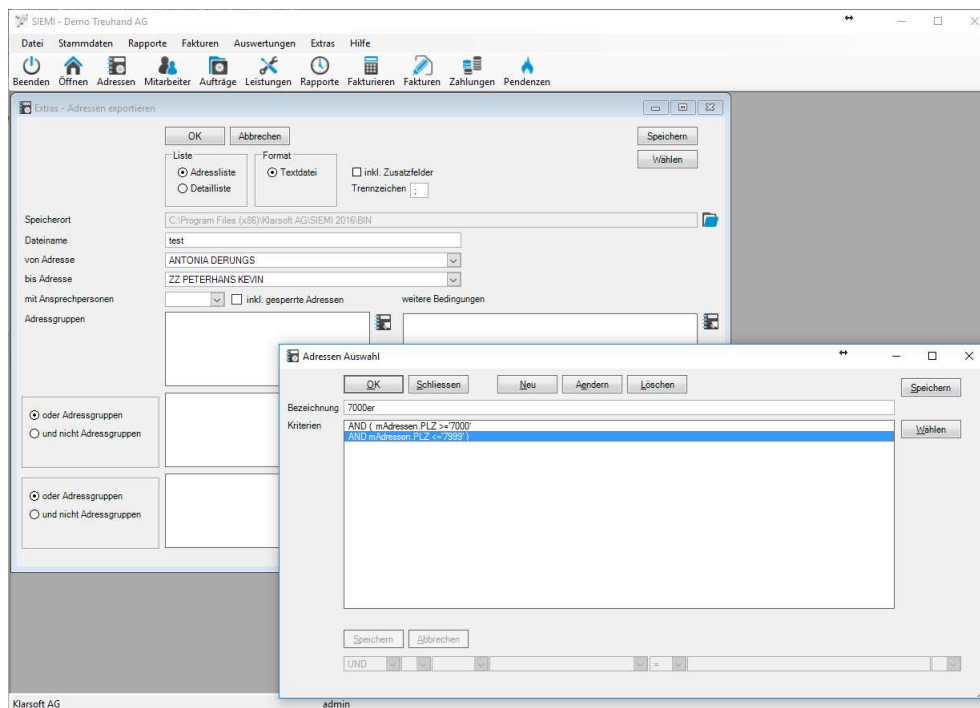 SIEMI - Demo Treuhand AG
Datei Stammdaten Rapporte Fakturen Auswertungen Extras Hilfe
Beenden Öffnen Adressen Mitarbeiter Aufträge Leistungen Rapporte Fakturieren Fakturen Zahlungen Pendenzen
Extras - Adressen exportieren
OK Abbrechen Speichern
Liste Format Wählen
Adressliste Textdatei inkl. Zusatzfelder
Detailliste Trennzeichen ;
Speicherort C:\Program Files (x86)\Klarsoft AG\SIEMI 2016\BIN
Dateiname test
von Adresse ANTONIA DERUNGS
bis Adresse ZZ PETERHANS KEVIN
mit Ansprechpersonen inkl. gesperrte Adressen weitere Bedingungen
Adressgruppen
oder Adressgruppen
und nicht Adressgruppen
oder Adressgruppen
und nicht Adressgruppen
Adressen Auswahl
OK Schliessen Neu Aendern Löschen Speichern
Bezeichnung 7000er
Kriterien AND ( mAdressen.PLZ >='7000' Wählen
AND mAdressen.PLZ <='7999' )
Speichern Abbrechen
UND =
Klarsoft AG admin